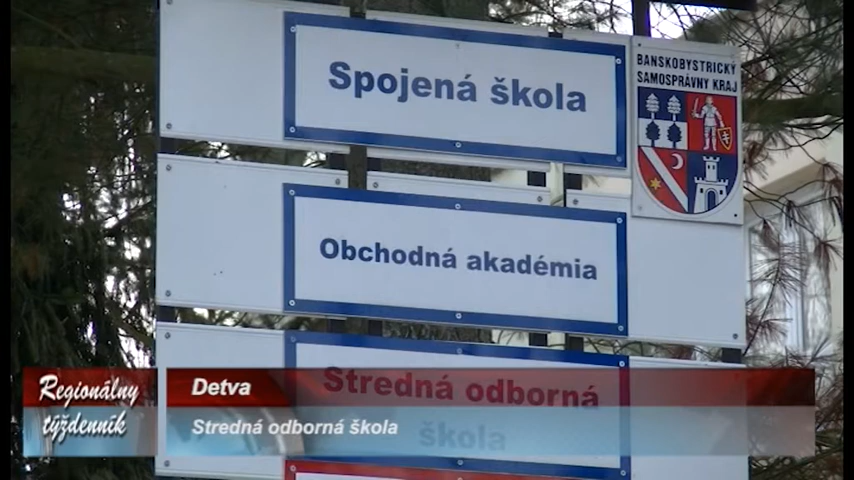 Spojená škola
BANSKOBYSTRICKÝ
SAMOSPRÁVNY KRAJ
Obchodná akadémia
Stredná odborná
škola
Regionálny
týždenník
Detva
Stredná odborná škola